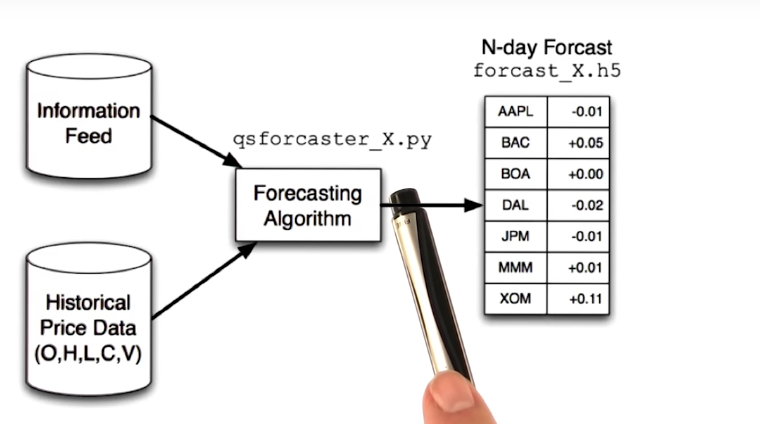 Information
Feed
Historical
Price Data
(O,H,L,C,V)
qsforcaster_X.py
Forecasting
Algorithm
N-day Forcast
forcast_X.h5
AAPL -0.01
BAC +0.05
BOA +0.00
DAL -0.02
JPM -0.01
MMM +0.01
XOM +0.11